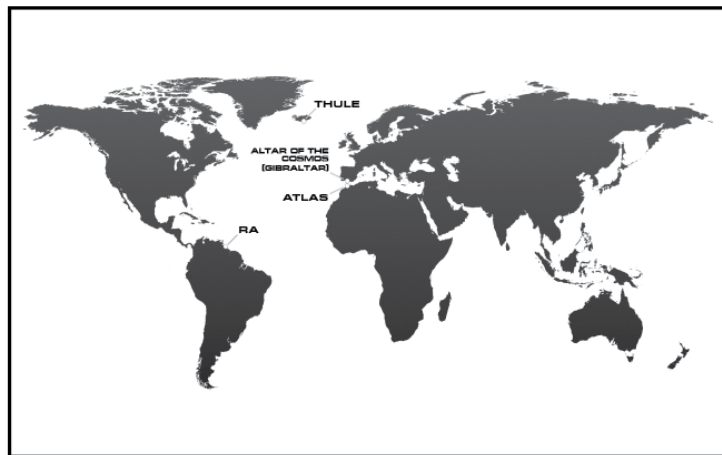 THULE
ALTAR OF THE
COSMOS
(GIBRALTAR)
ATLAS
RA